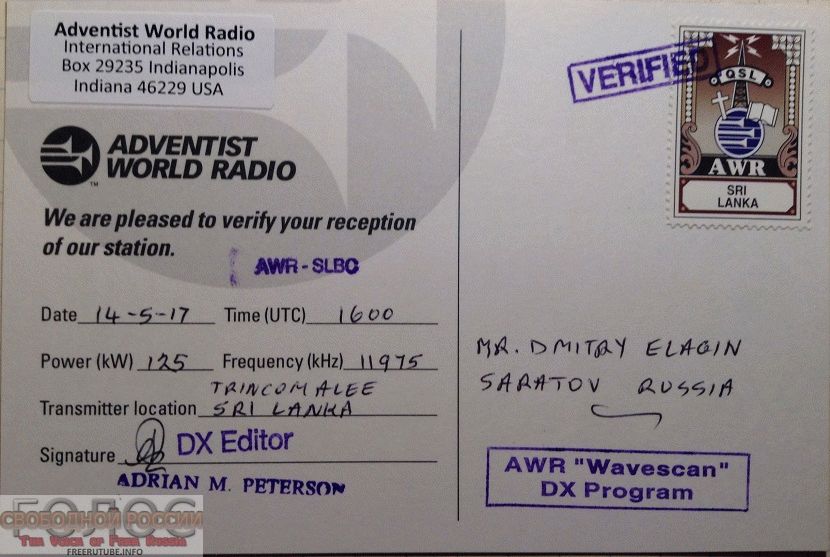 Adventist World Radio
International Relations
Box 29235 Indianapolis
Indiana 46229 USA
ADVENTIST
WORLD RADIO
TM
We are pleased to verify your reception
of our station.
AWR - SLBC
Date 14-5-17 Time (UTC) 1600
Power (kW) 125 Frequency (kHz) 11975
TRINCOMALEE
Transmitter location SRI LANKA
Signature DX Editor
ADRIAN M. PETERSON
VERIFIED
QSL
AWR
SRI
LANKA
MR. DMITRY ELAGIN
SARATOV RUSSIA
AWR "Wavescan"
DX Program
ГОЛОС
СВОБОДНОЙ РОССИИ
THE VOICE OF FREE RUSSIA
FREERUTUBE.INFO